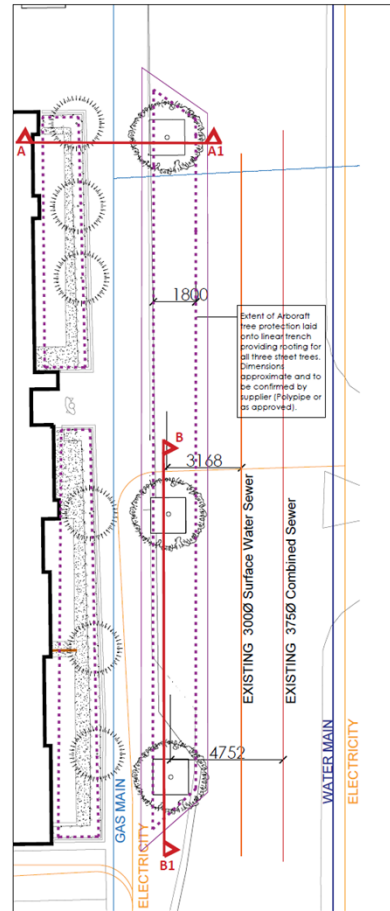 A
A1
1800
Extent of Arboraft
tree protection laid
onto linear trench
providing rooting for
all three street trees.
Dimensions
approximate and to
be confirmed by
supplier (Polypipe or
as approved).
B
3168
EXISTING 300Ø Surface Water Sewer
EXISTING 375Ø Combined Sewer
4752
GAS MAIN
ELECTRICITY
WATER MAIN
ELECTRICITY
B1